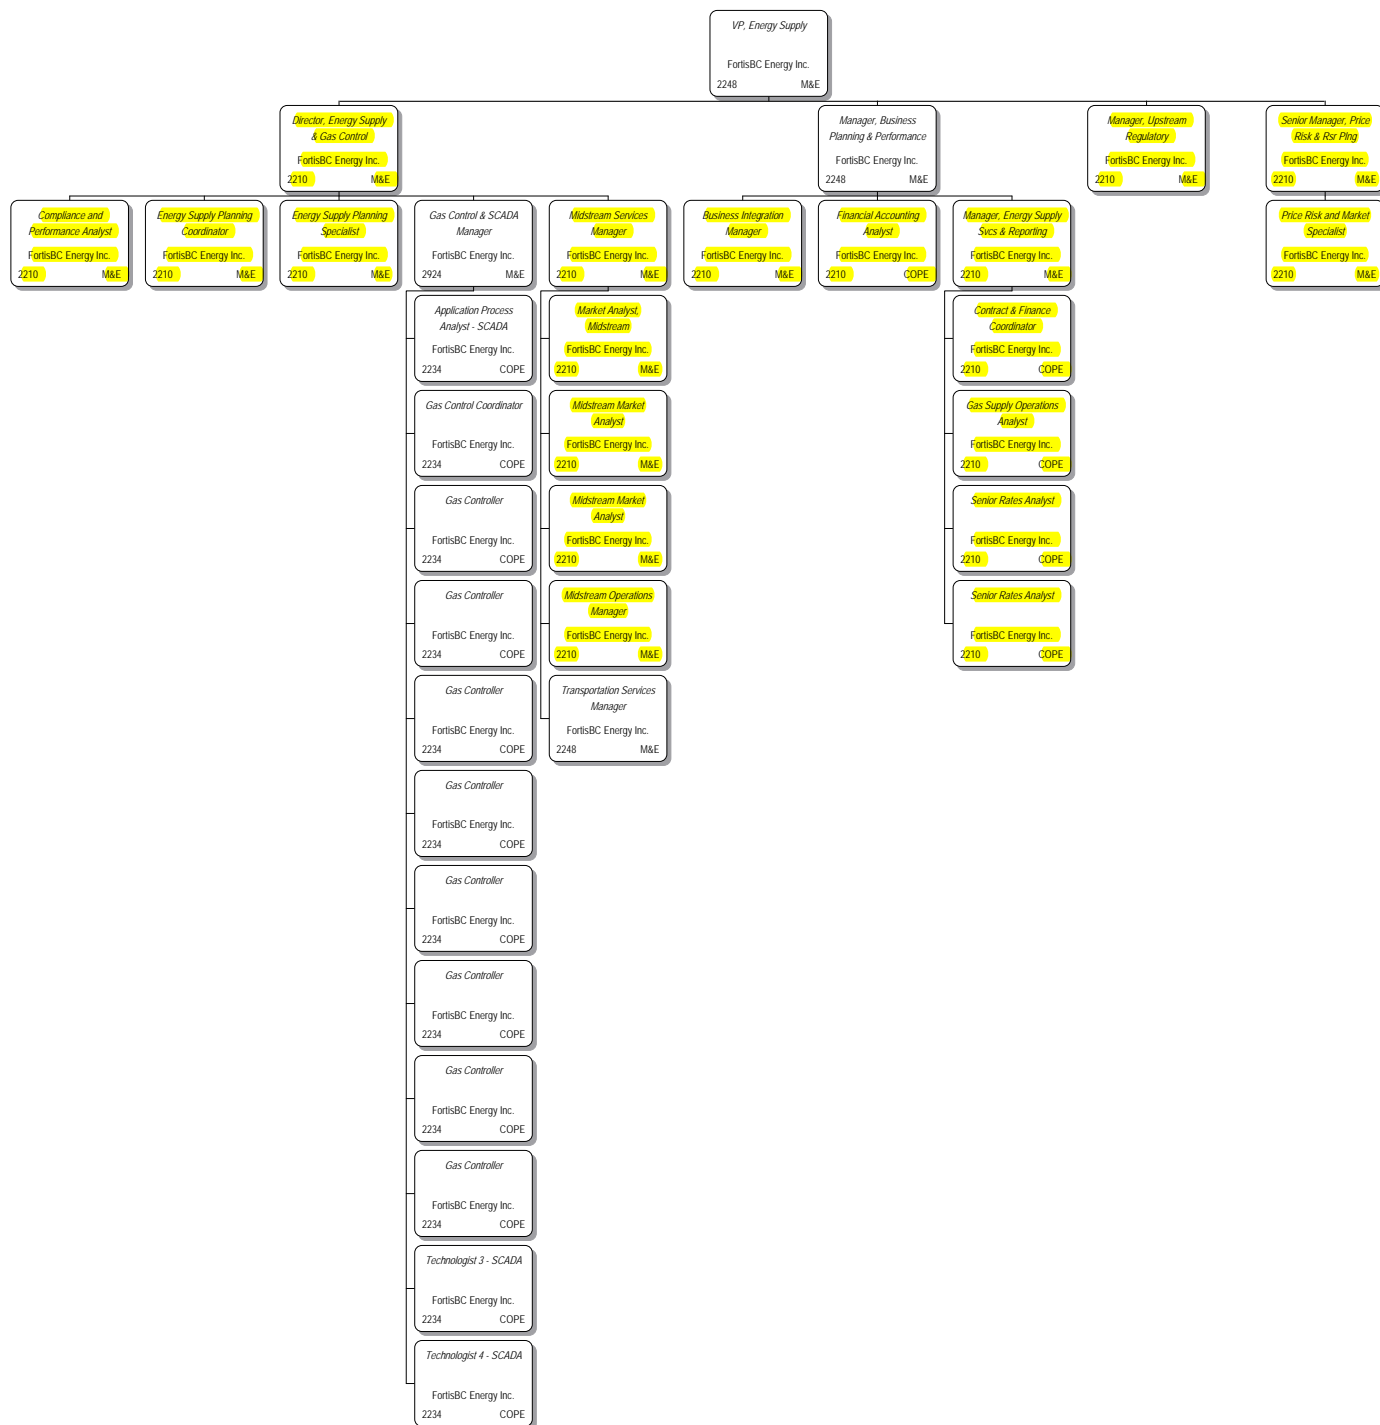 VP, Energy Supply
FortisBC Energy Inc.
2248 M&E
Director, Energy Supply
& Gas Control
FortisBC Energy Inc.
2210 M&E
Manager, Business
Planning & Performance
FortisBC Energy Inc.
2248 M&E
Manager, Upstream
Regulatory
FortisBC Energy Inc.
2210 M&E
Senior Manager, Price
Risk & Rsr Plng
FortisBC Energy Inc.
2210 M&E
Compliance and
Performance Analyst
FortisBC Energy Inc.
2210 M&E
Energy Supply Planning
Coordinator
FortisBC Energy Inc.
2210 M&E
Energy Supply Planning
Specialist
FortisBC Energy Inc.
2210 M&E
Gas Control & SCADA
Manager
FortisBC Energy Inc.
2924 M&E
Midstream Services
Manager
FortisBC Energy Inc.
2210 M&E
Business Integration
Manager
FortisBC Energy Inc.
2210 M&E
Financial Accounting
Analyst
FortisBC Energy Inc.
2210 COPE
Manager, Energy Supply
Svcs & Reporting
FortisBC Energy Inc.
2210 M&E
Price Risk and Market
Specialist
FortisBC Energy Inc.
2210 M&E
Application Process
Analyst - SCADA
FortisBC Energy Inc.
2234 COPE
Gas Control Coordinator
FortisBC Energy Inc.
2234 COPE
Gas Controller
FortisBC Energy Inc.
2234 COPE
Gas Controller
FortisBC Energy Inc.
2234 COPE
Gas Controller
FortisBC Energy Inc.
2234 COPE
Gas Controller
FortisBC Energy Inc.
2234 COPE
Gas Controller
FortisBC Energy Inc.
2234 COPE
Gas Controller
FortisBC Energy Inc.
2234 COPE
Gas Controller
FortisBC Energy Inc.
2234 COPE
Gas Controller
FortisBC Energy Inc.
2234 COPE
Technologist 3 - SCADA
FortisBC Energy Inc.
2234 COPE
Technologist 4 - SCADA
FortisBC Energy Inc.
2234 COPE
Market Analyst,
Midstream
FortisBC Energy Inc.
2210 M&E
Midstream Market
Analyst
FortisBC Energy Inc.
2210 M&E
Midstream Market
Analyst
FortisBC Energy Inc.
2210 M&E
Midstream Operations
Manager
FortisBC Energy Inc.
2210 M&E
Transportation Services
Manager
FortisBC Energy Inc.
2248 M&E
Contract & Finance
Coordinator
FortisBC Energy Inc.
2210 COPE
Gas Supply Operations
Analyst
FortisBC Energy Inc.
2210 COPE
Senior Rates Analyst
FortisBC Energy Inc.
2210 COPE
Senior Rates Analyst
FortisBC Energy Inc.
2210 COPE